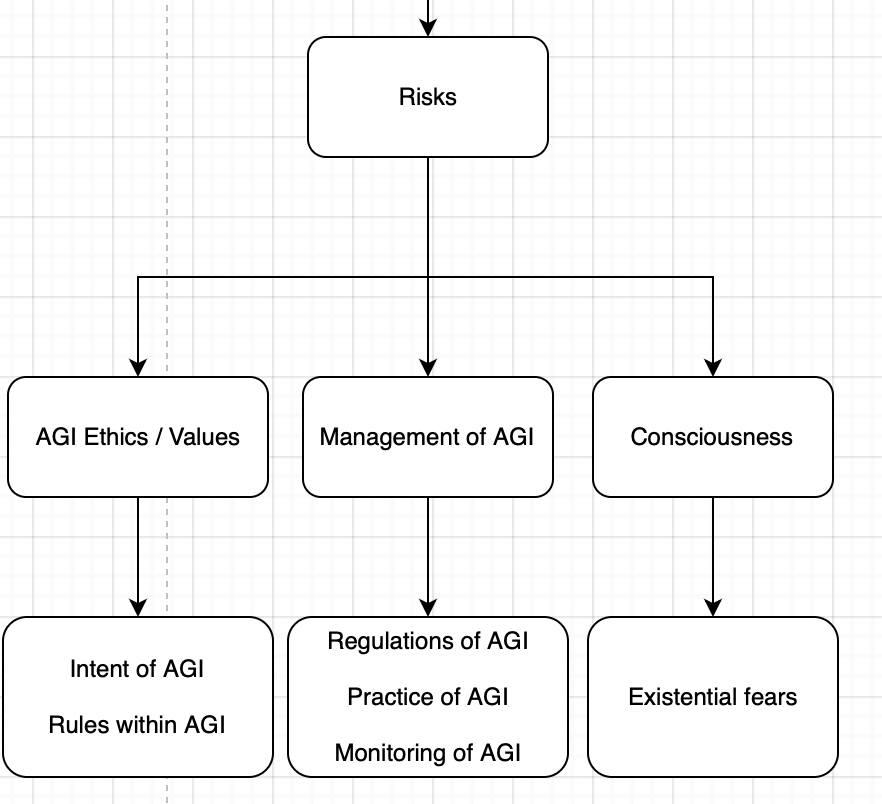 Risks
AGI Ethics / Values
Management of AGI
Consciousness
Intent of AGI
Rules within AGI
Regulations of AGI
Practice of AGI
Monitoring of AGI
Existential fears